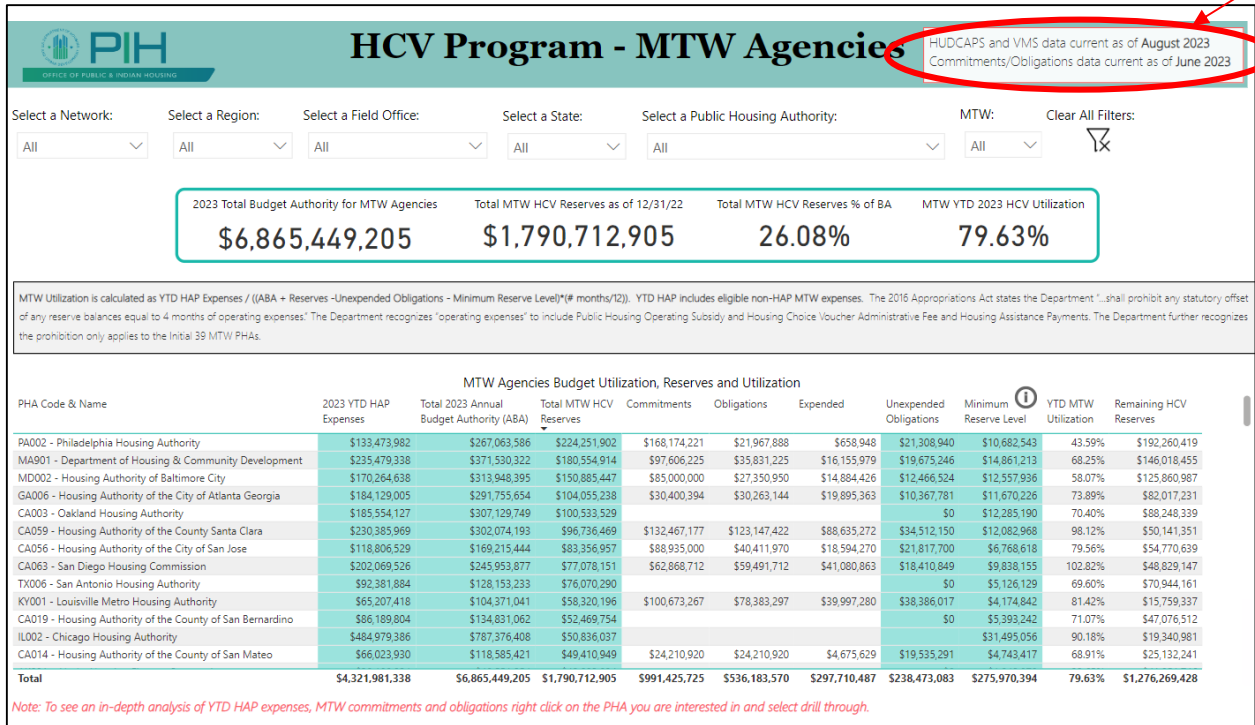 PIH
OFFICE OF PUBLIC & INDIAN HOUSING
HCV Program - MTW Agencies
HUDCAPS and VMS data current as of August 2023
Commitments/Obligations data current as of June 2023
Select a Network: Select a Region: Select a Field Office: Select a State: Select a Public Housing Authority: MTW: Clear All Filters:
All All All All All All
2023 Total Budget Authority for MTW Agencies Total MTW HCV Reserves as of 12/31/22 Total MTW HCV Reserves % of BA MTW YTD 2023 HCV Utilization
$6,865,449,205 $1,790,712,905 26.08% 79.63%
MTW Utilization is calculated as YTD HAP Expenses / ((ABA + Reserves -Unexpended Obligations - Minimum Reserve Level)*(# months/12)). YTD HAP includes eligible non-HAP MTW expenses. The 2016 Appropriations Act states the Department "...shall prohibit any statutory offset
of any reserve balances equal to 4 months of operating expenses." The Department recognizes "operating expenses" to include Public Housing Operating Subsidy and Housing Choice Voucher Administrative Fee and Housing Assistance Payments. The Department further recognizes
the prohibition only applies to the Initial 39 MTW PHAs.
MTW Agencies Budget Utilization, Reserves and Utilization
PHA Code & Name 2023 YTD HAP Total 2023 Annual Total MTW HCV Commitments Obligations Expended Unexpended Minimum YTD MTW Remaining HCV
Expenses Budget Authority (ABA) Reserves Obligations Reserve Level Utilization Reserves
PA002 - Philadelphia Housing Authority $133,473,982 $267,063,586 $224,251,902 $168,174,221 $21,967,888 $658,948 $21,308,940 $10,682,543 43.59% $192,260,419
MA901 - Department of Housing & Community Development $235,479,338 $371,530,322 $180,554,914 $97,606,225 $35,831,225 $16,155,979 $19,675,246 $14,861,213 68.25% $146,018,455
MD002 - Housing Authority of Baltimore City $170,264,638 $313,948,395 $150,885,447 $85,000,000 $27,350,950 $14,884,426 $12,466,524 $12,557,936 58.07% $125,860,987
GA006 - Housing Authority of the City of Atlanta Georgia $184,129,005 $291,755,654 $104,055,238 $30,400,394 $30,263,144 $19,895,363 $10,367,781 $11,670,226 73.89% $82,017,231
CA003 - Oakland Housing Authority $185,554,127 $307,129,749 $100,533,529 $0 $12,285,190 70.40% $88,248,339
CA059 - Housing Authority of the County Santa Clara $230,385,969 $302,074,193 $96,736,469 $132,467,177 $123,147,422 $88,635,272 $34,512,150 $12,082,968 98.12% $50,141,351
CA056 - Housing Authority of the City of San Jose $118,806,529 $169,215,444 $83,356,957 $88,935,000 $40,411,970 $18,594,270 $21,817,700 $6,768,618 79.56% $54,770,639
CA063 - San Diego Housing Commission $202,069,526 $245,953,877 $77,078,151 $62,868,712 $59,491,712 $41,080,863 $18,410,849 $9,838,155 102.82% $48,829,147
TX006 - San Antonio Housing Authority $92,381,884 $128,153,233 $76,070,290 $0 $5,126,129 69.60% $70,944,161
KY001 - Louisville Metro Housing Authority $65,207,418 $104,371,041 $58,320,196 $100,673,267 $78,383,297 $39,997,280 $38,386,017 $4,174,842 81.42% $15,759,337
CA019 - Housing Authority of the County of San Bernardino $86,189,804 $134,831,062 $52,469,754 $0 $5,393,242 71.07% $47,076,512
IL002 - Chicago Housing Authority $484,979,386 $787,376,408 $50,836,037 $31,495,056 90.18% $19,340,981
CA014 - Housing Authority of the County of San Mateo $66,023,930 $118,585,421 $49,410,949 $24,210,920 $24,210,920 $4,675,629 $19,535,291 $4,743,417 68.91% $25,132,241
Total $4,321,981,338 $6,865,449,205 $1,790,712,905 $991,425,725 $536,183,570 $297,710,487 $238,473,083 $275,970,394 79.63% $1,276,269,428
Note: To see an in-depth analysis of YTD HAP expenses, MTW commitments and obligations right click on the PHA you are interested in and select drill through.